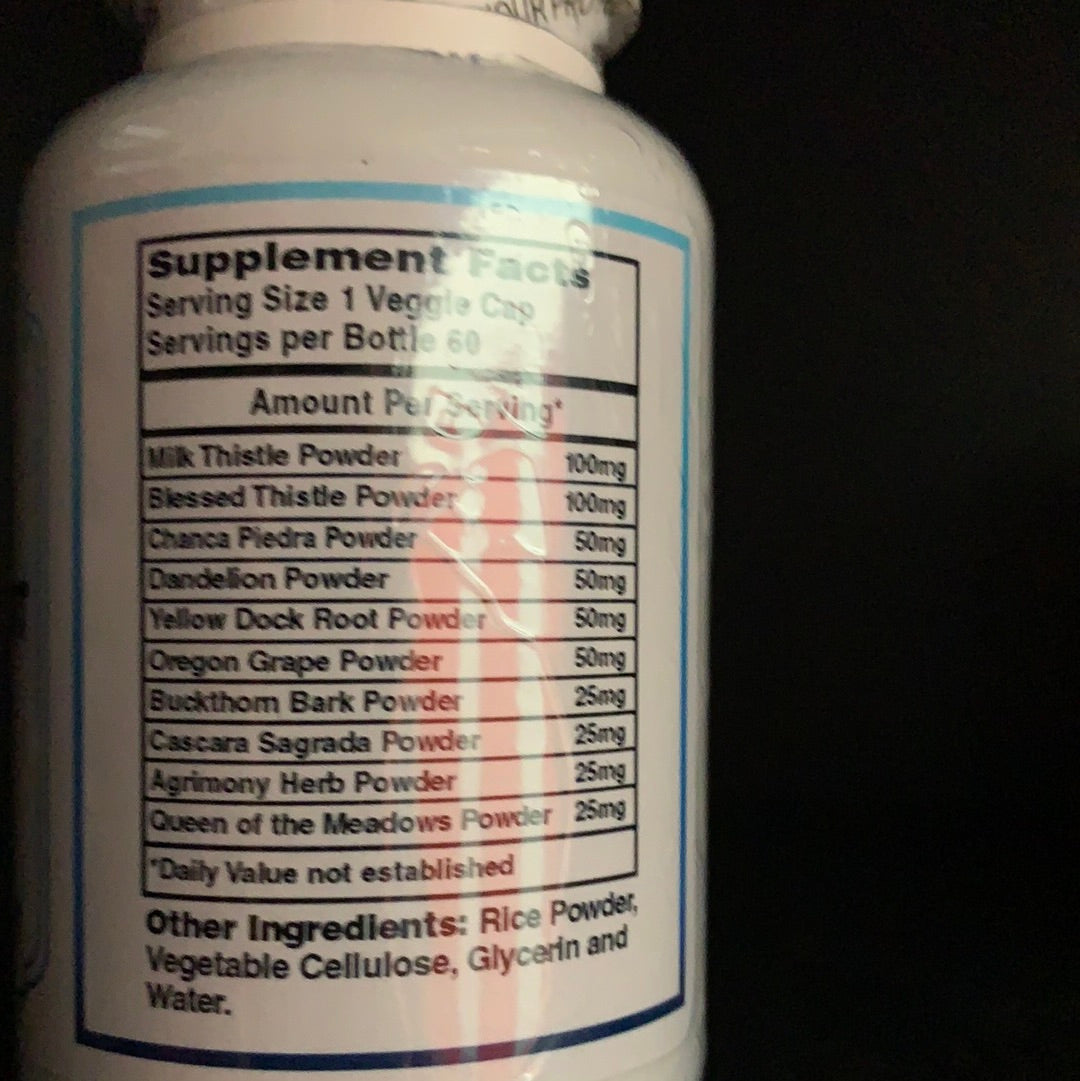 Supplement Facts
Serving Size 1 Veggie Cap
Servings per Bottle 60
Amount Per Serving*
Milk Thistle Powder 100mg
Blessed Thistle Powder 100mg
Chanca Piedra Powder 50mg
Dandelion Powder 50mg
Yellow Dock Root Powder 50mg
Oregon Grape Powder 50mg
Buckthorn Bark Powder 25mg
Cascara Sagrada Powder 25mg
Agrimony Herb Powder 25mg
Queen of the Meadows Powder 25mg
*Daily Value not established
Other Ingredients: Rice Powder,
Vegetable Cellulose, Glycerin and
Water.